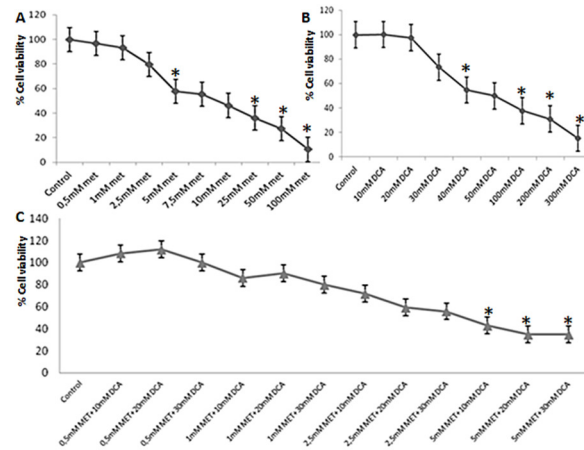 A
% Cell viability
120
100
80
60
40
20
0
Control
0,5mM met
1mM met
2,5mM met
5mM met
7,5mM met
10mM met
25mM met
50mM met
100mM met
*
*
*
*
B
% Cell viability
120
100
80
60
40
20
0
Control
10mM DCA
20mM DCA
30mM DCA
40mM DCA
50mM DCA
100mM DCA
200mM DCA
300mM DCA
*
*
*
*
C
% Cell viability
140
120
100
80
60
40
20
0
Control
0,5mM MET+10mM DCA
0,5mM MET+20mM DCA
0,5mM MET+30mM DCA
1mM MET+10mM DCA
1mM MET+20mM DCA
1mM MET+30mM DCA
2,5mM MET+10mM DCA
2,5mM MET+20mM DCA
2,5mM MET+30mM DCA
5mM MET+10mM DCA
5mM MET+20mM DCA
5mM MET+30mM DCA
*
*
*